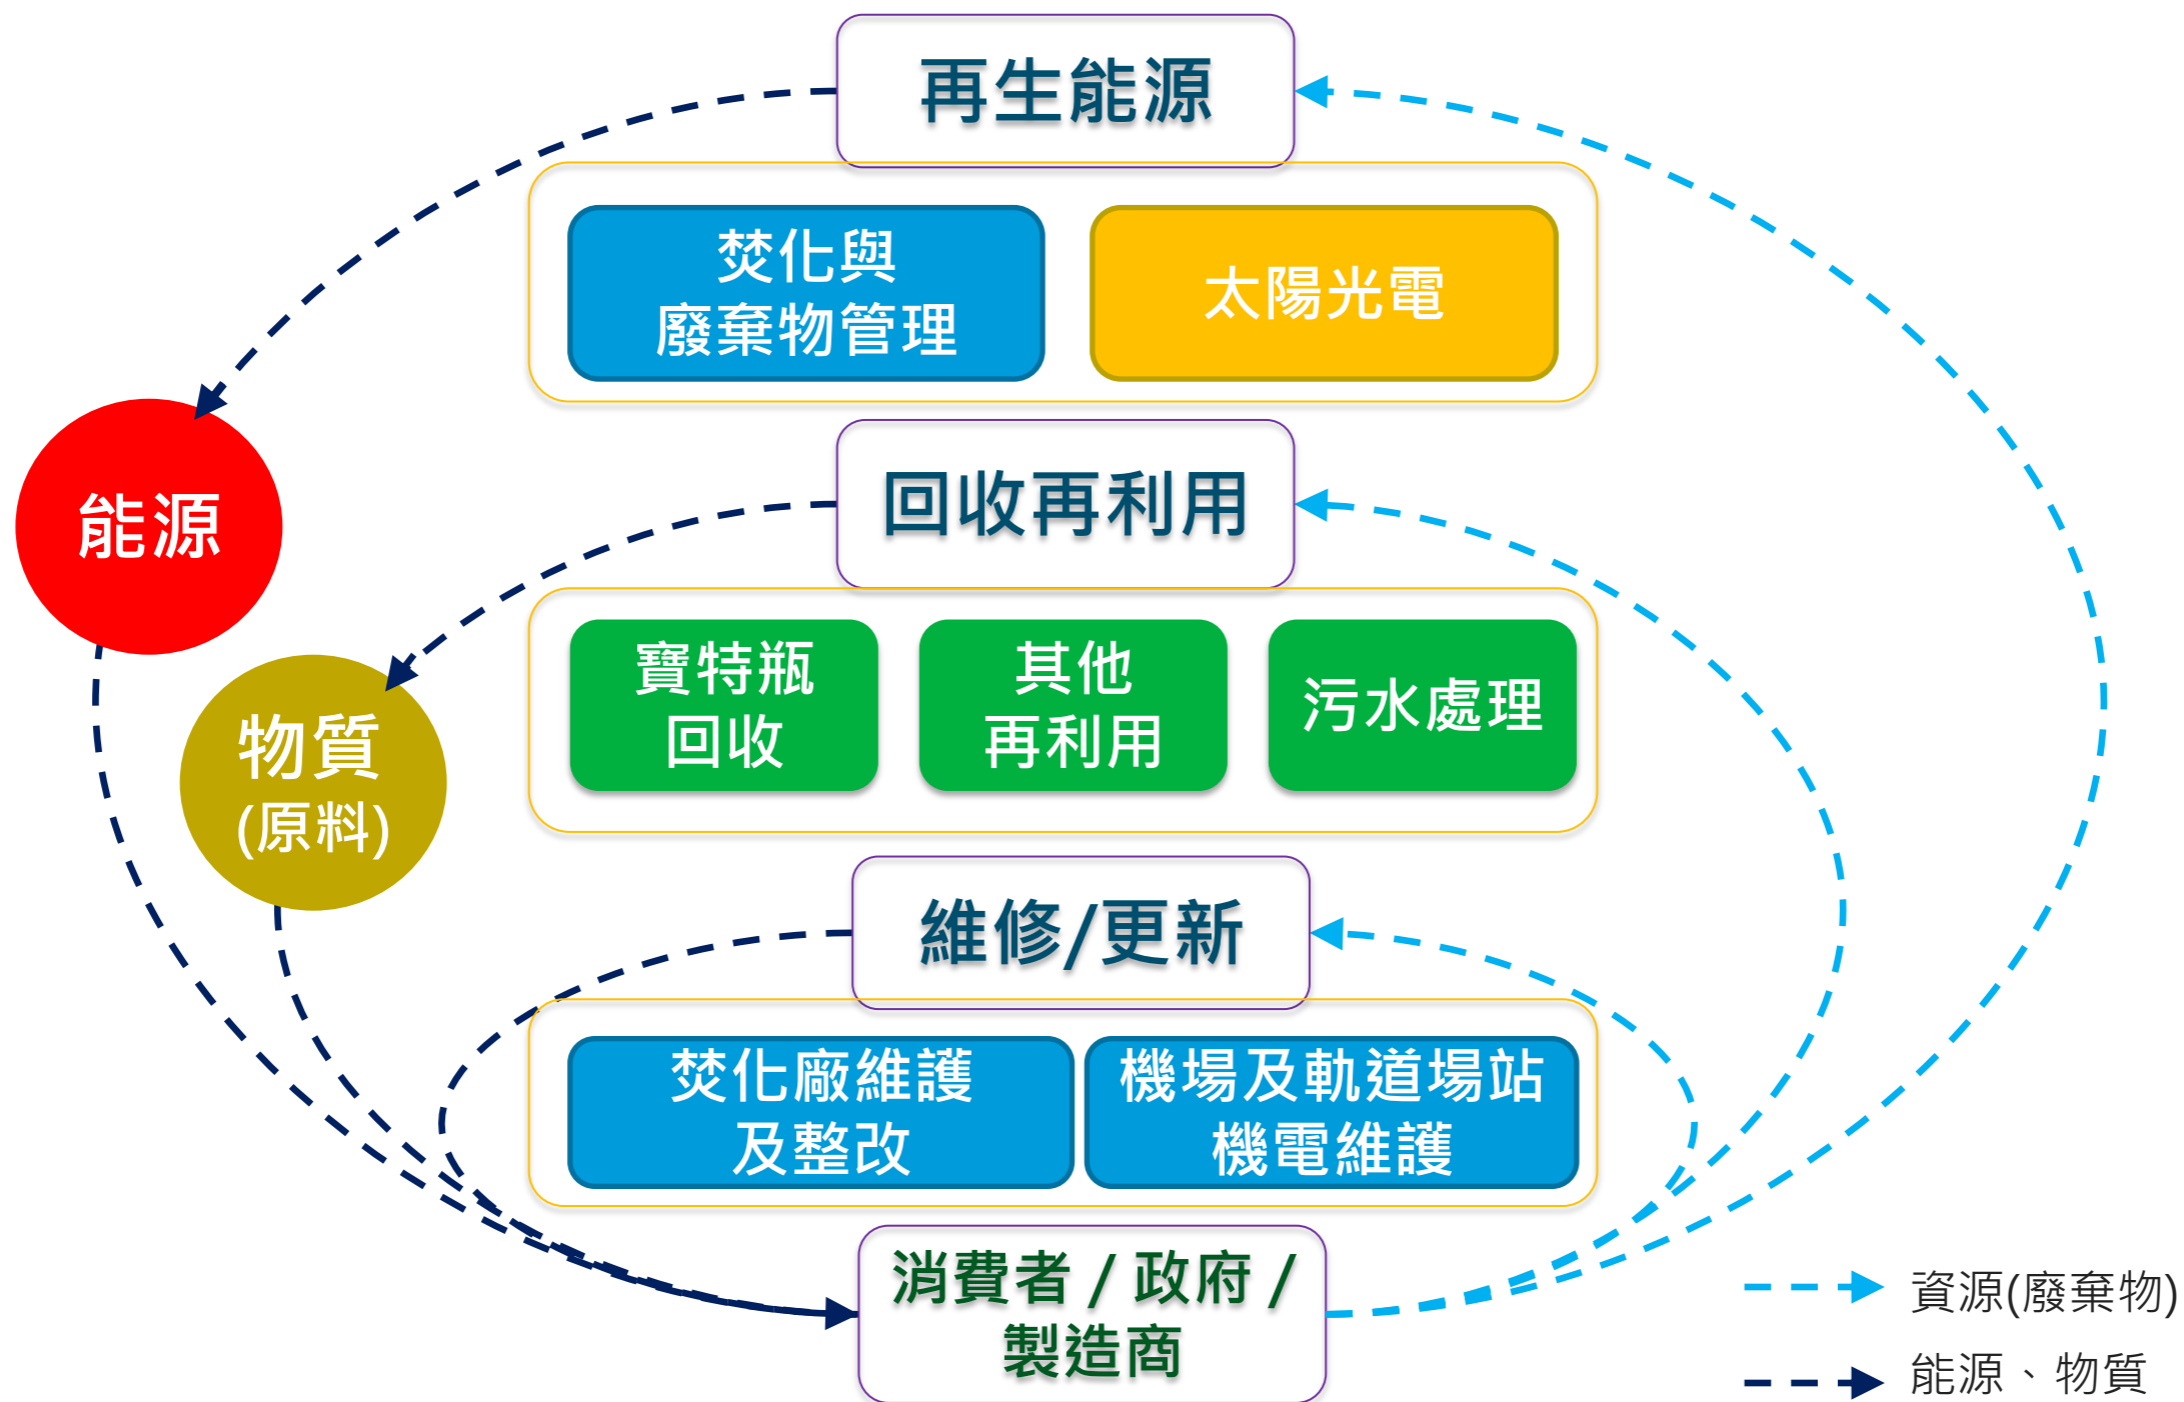 再生能源
焚化與
廢棄物管理
太陽光電
能源
回收再利用
寶特瓶
回收
其他
再利用
污水處理
物質
(原料)
維修/更新
焚化廠維護
及整改
機場及軌道場站
機電維護
消費者 / 政府 /
製造商
資源(廢棄物)
能源、物質